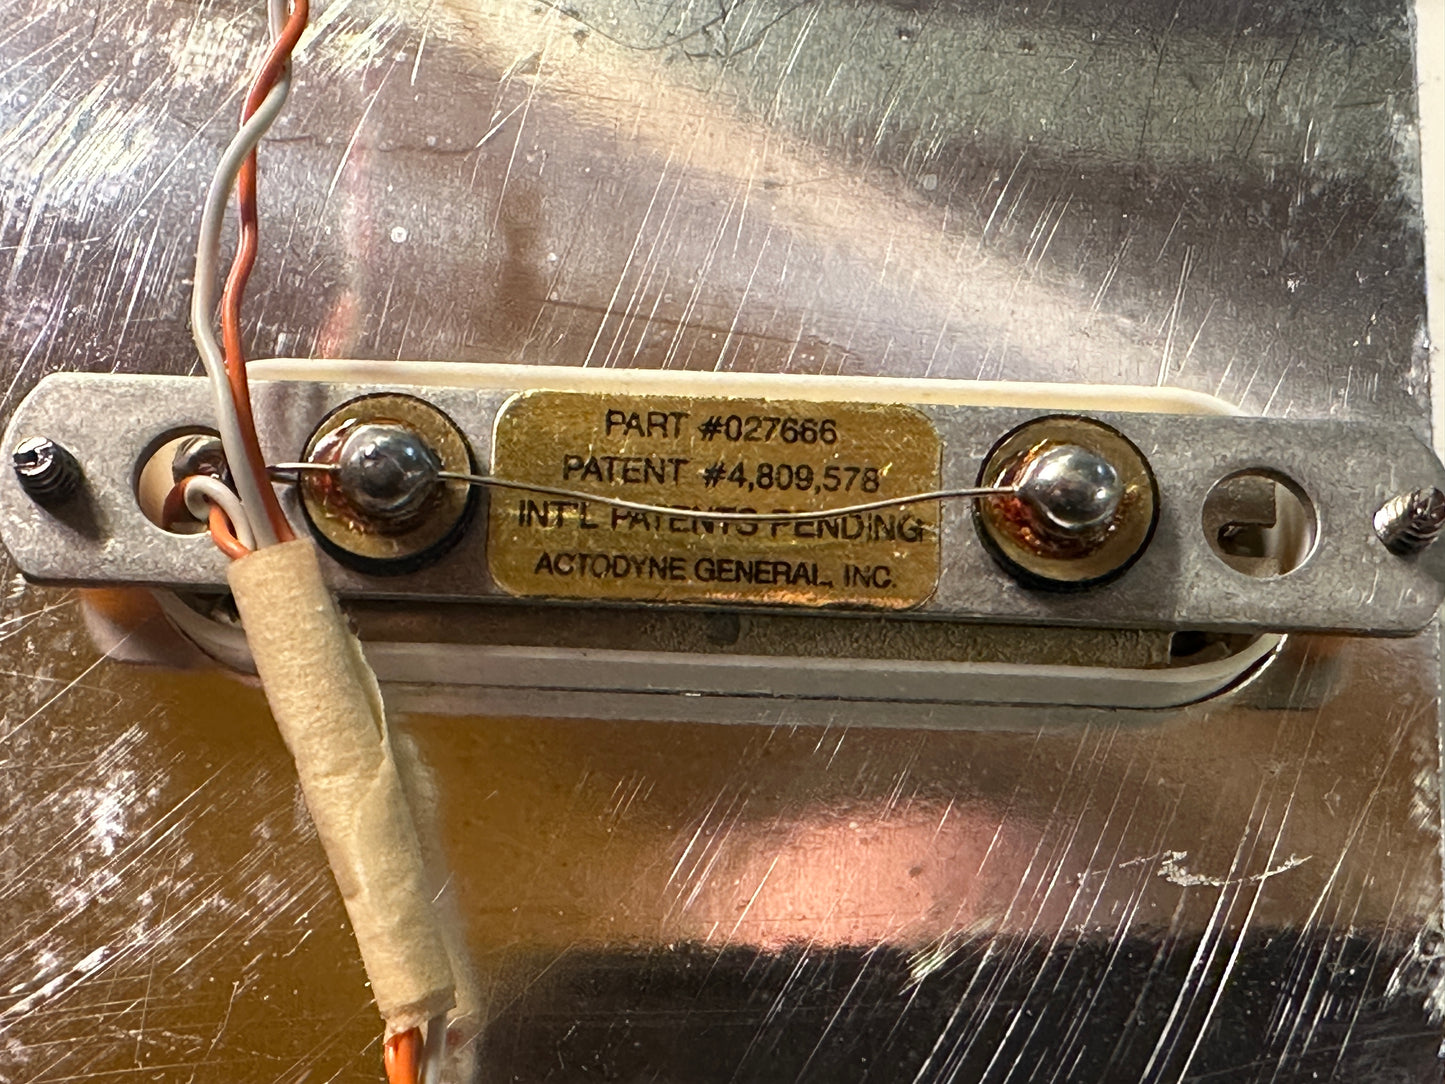 PART #027666
PATENT #4,809,578
INT'L PATENTS PENDING
ACTODYNE GENERAL, INC.